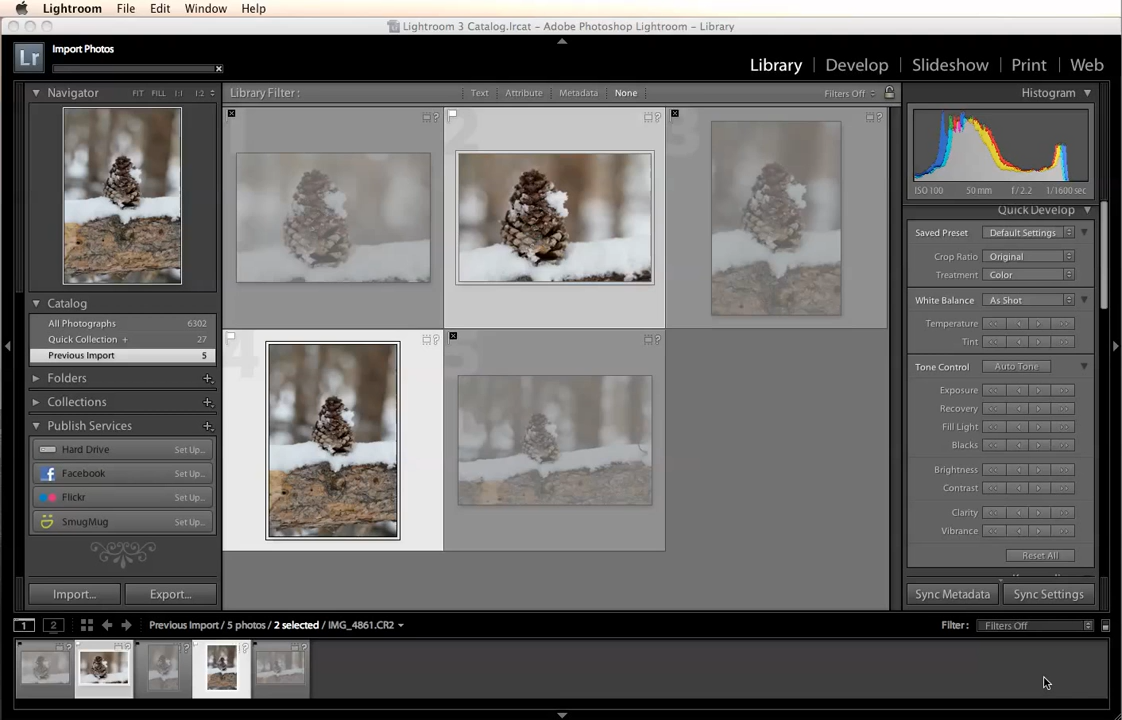 Lightroom File Edit Window Help
Lightroom 3 Catalog.lrcat - Adobe Photoshop Lightroom - Library
Lr Import Photos
Library | Develop | Slideshow | Print | Web
Navigator FIT FILL 1:1 1:2
Library Filter : Text Attribute Metadata None Filters Off
Histogram
ISO 100 50 mm f / 2.2 1/1600 sec
Quick Develop
Saved Preset Default Settings
Crop Ratio Original
Treatment Color
White Balance As Shot
Temperature
Tint
Tone Control Auto Tone
Exposure
Recovery
Fill Light
Blacks
Brightness
Contrast
Clarity
Vibrance
Reset All
Sync Metadata Sync Settings
Catalog
All Photographs 6302
Quick Collection + 27
Previous Import 5
Folders
Collections
Publish Services
Hard Drive Set Up...
Facebook Set Up...
Flickr Set Up...
SmugMug Set Up...
Import... Export...
2
4
5
1 2 Previous Import / 5 photos / 2 selected / IMG_4861.CR2 Filter : Filters Off